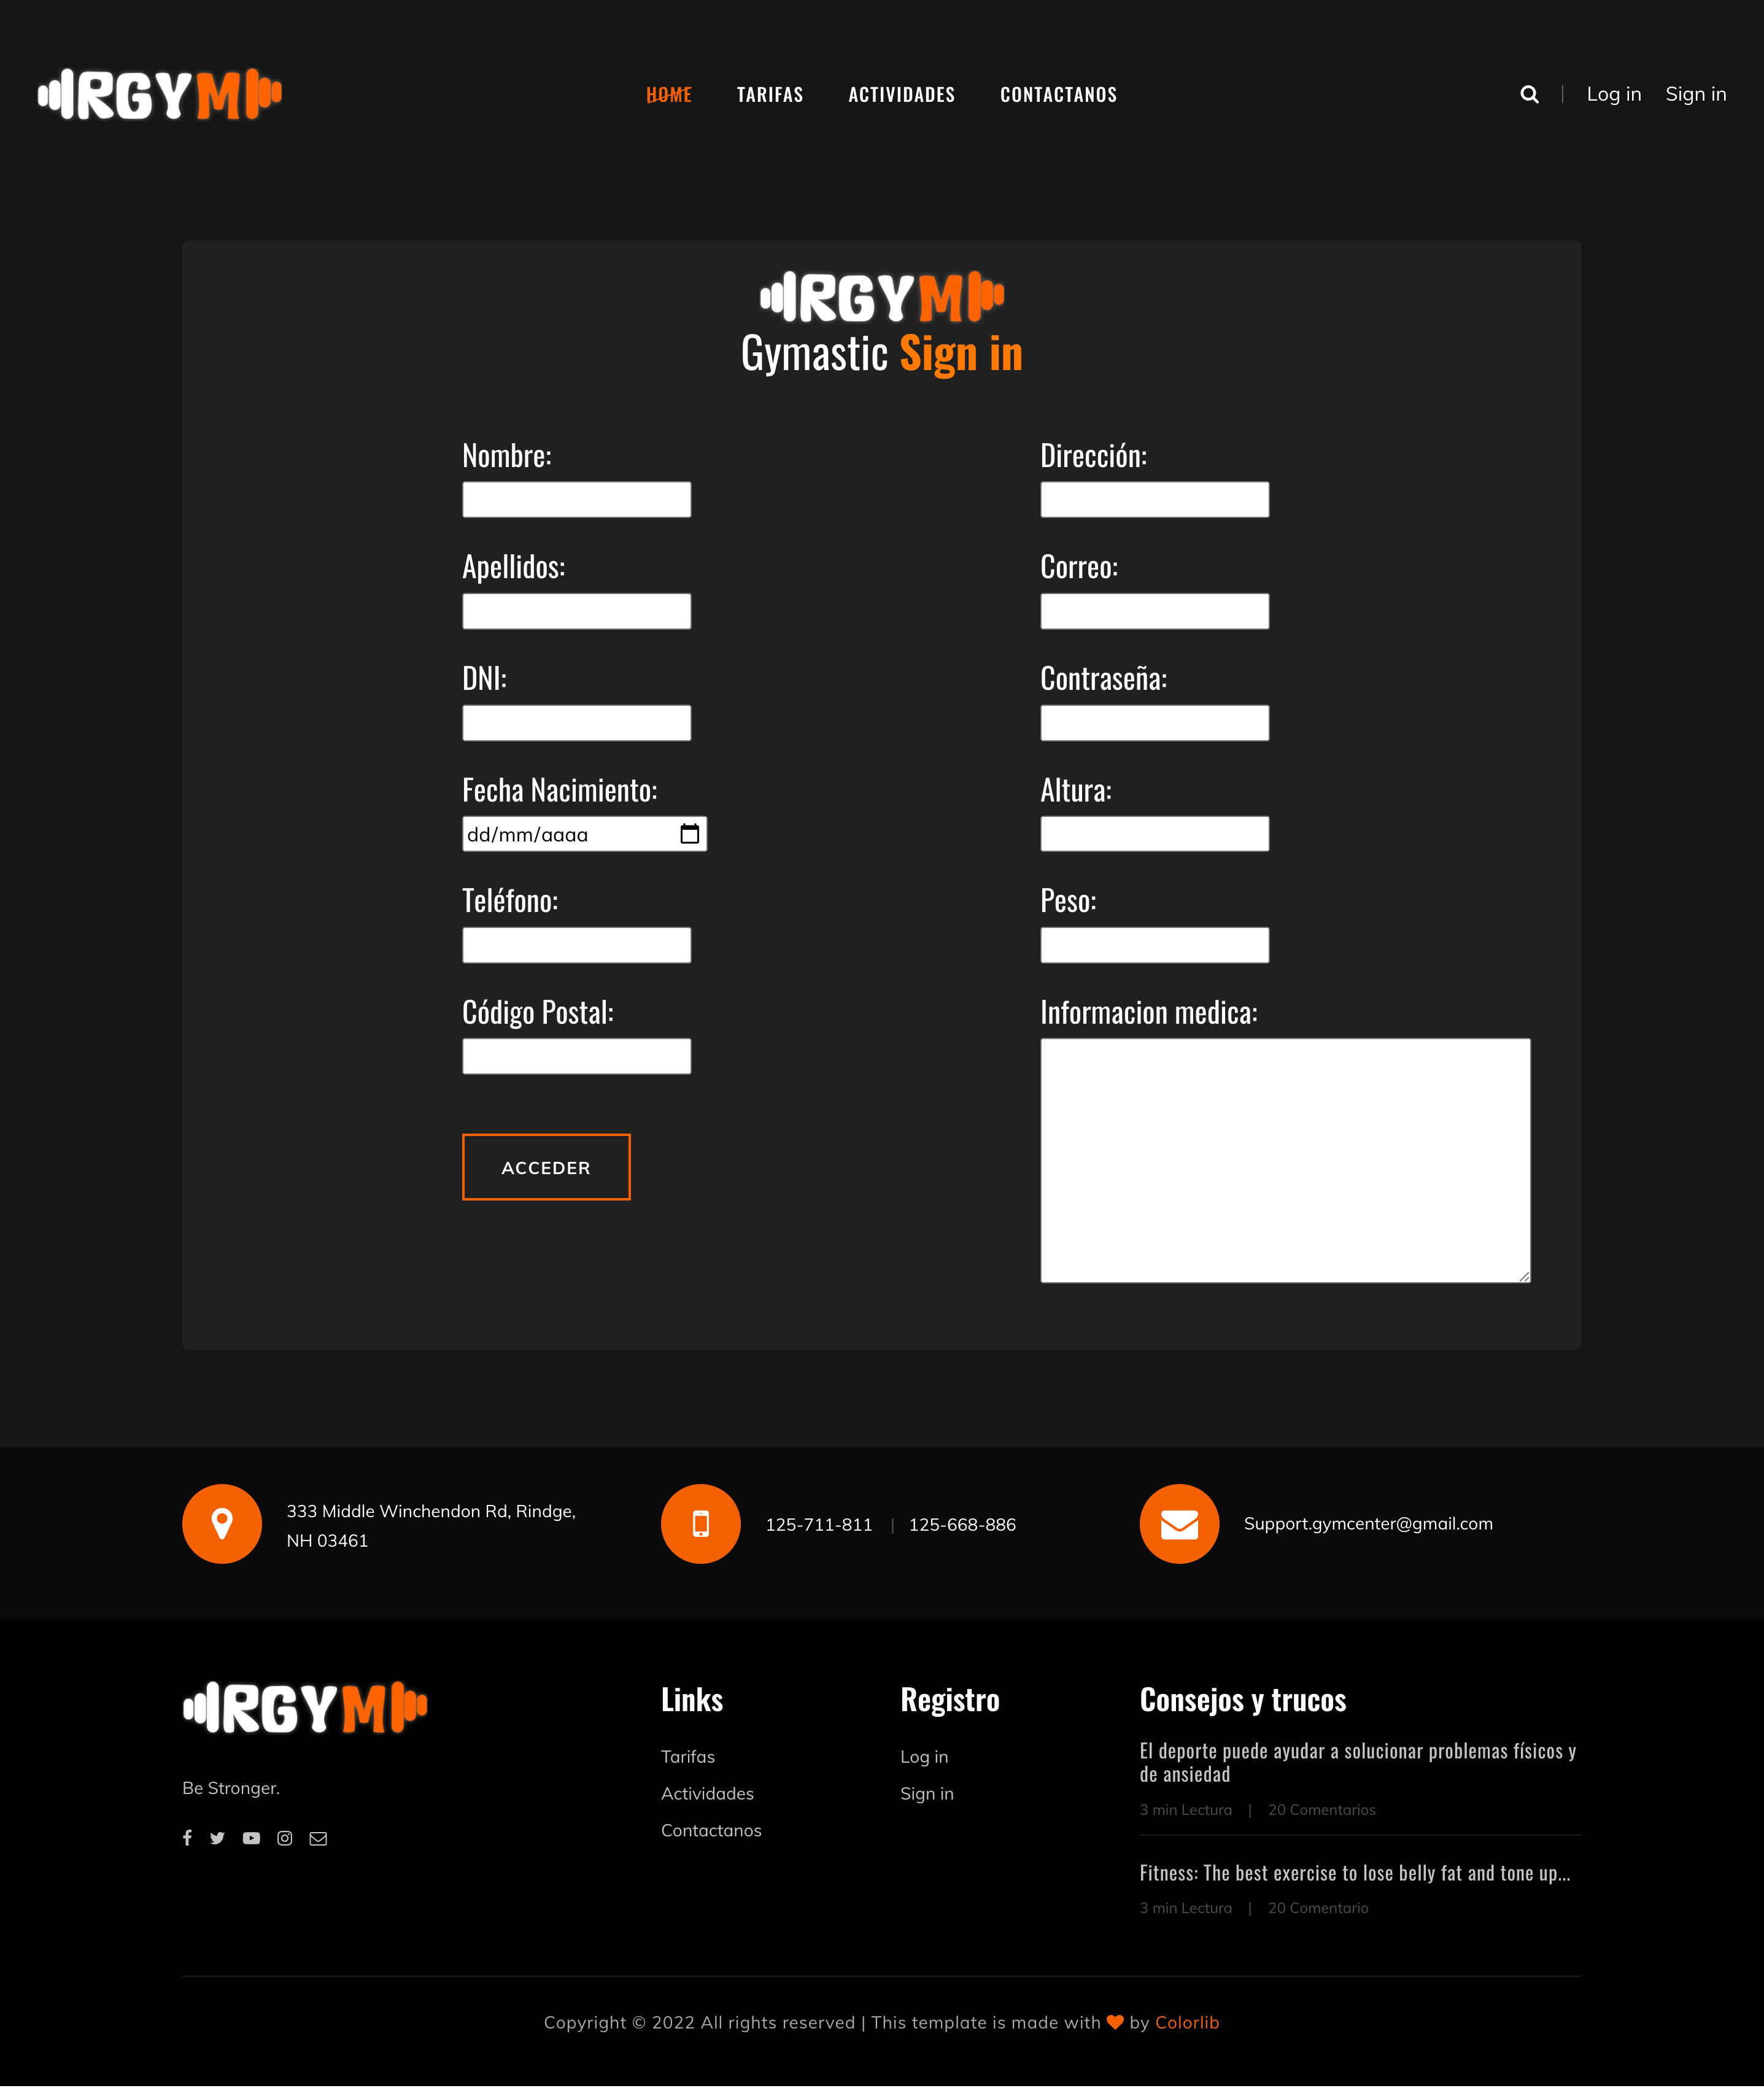 IRGYM
HOME TARIFAS ACTIVIDADES CONTACTANOS
Log in Sign in
IRGYM
Gymastic Sign in
Nombre:
Apellidos:
DNI:
Fecha Nacimiento:
dd/mm/aaaa
Teléfono:
Código Postal:
ACCEDER
Dirección:
Correo:
Contraseña:
Altura:
Peso:
Informacion medica:
333 Middle Winchendon Rd, Rindge,
NH 03461
125-711-811 | 125-668-886
Support.gymcenter@gmail.com
IRGYM
Be Stronger.
Links
Tarifas
Actividades
Contactanos
Registro
Log in
Sign in
Consejos y trucos
El deporte puede ayudar a solucionar problemas físicos y
de ansiedad
3 min Lectura | 20 Comentarios
Fitness: The best exercise to lose belly fat and tone up...
3 min Lectura | 20 Comentario
Copyright © 2022 All rights reserved | This template is made with ♥ by Colorlib